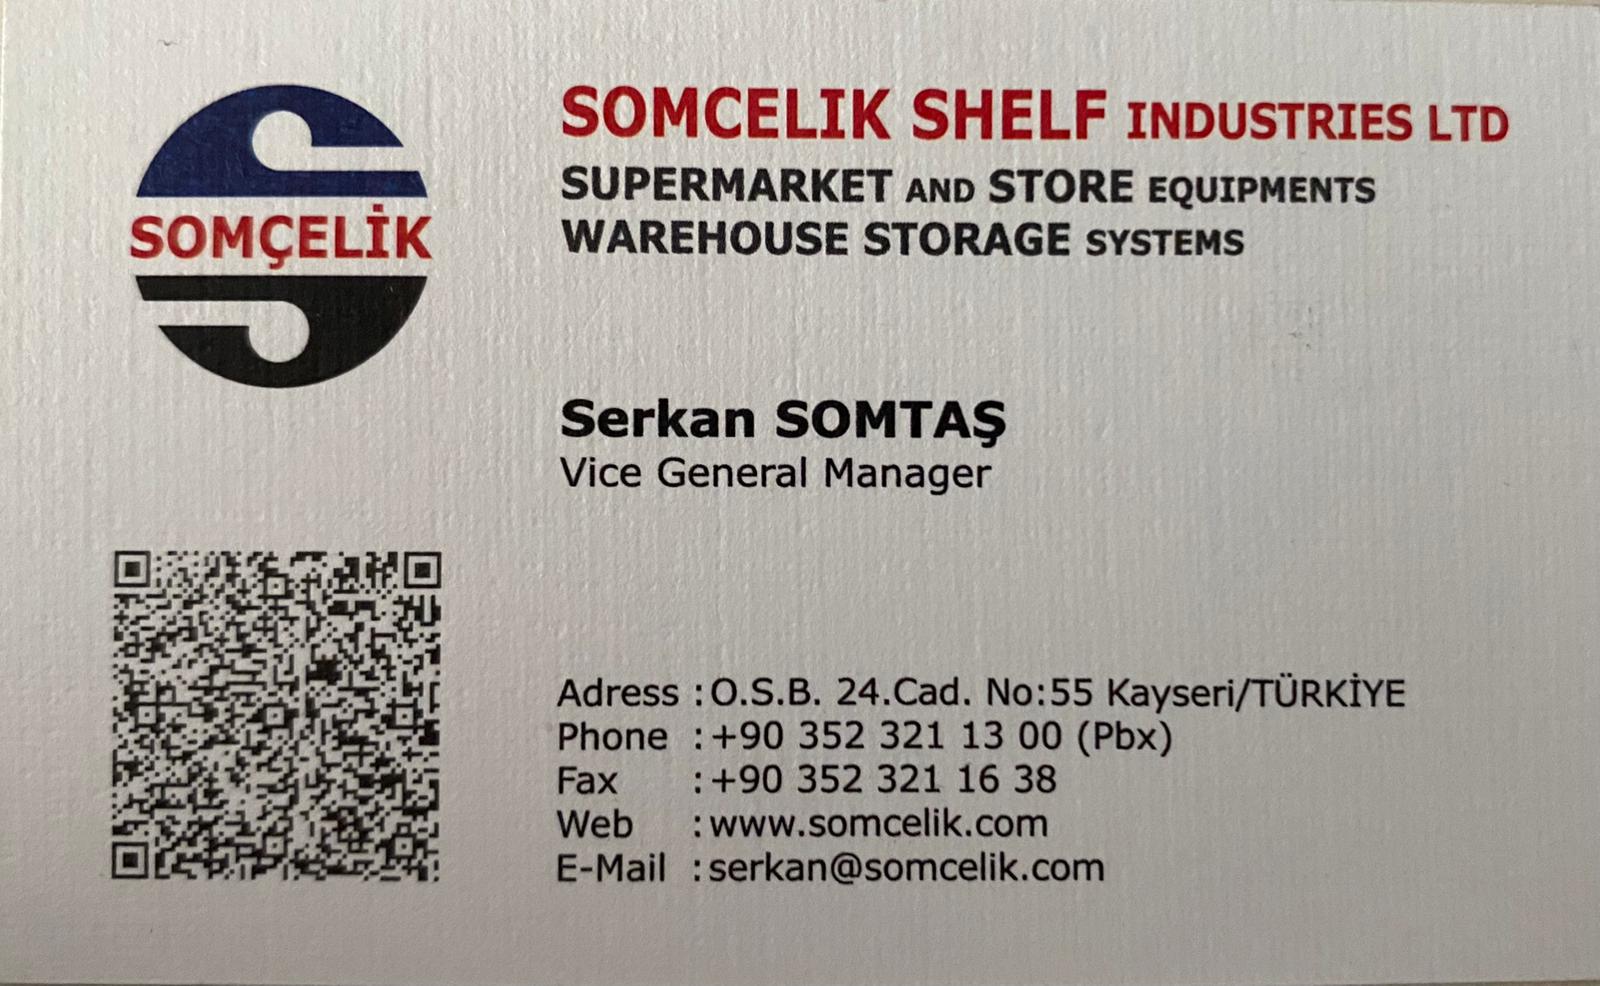 SOMÇELİK
SOMCELIK SHELF INDUSTRIES LTD
SUPERMARKET AND STORE EQUIPMENTS
WAREHOUSE STORAGE SYSTEMS
Serkan SOMTAŞ
Vice General Manager
Adress :O.S.B. 24.Cad. No:55 Kayseri/TÜRKİYE
Phone :+90 352 321 13 00 (Pbx)
Fax :+90 352 321 16 38
Web :www.somcelik.com
E-Mail :serkan@somcelik.com